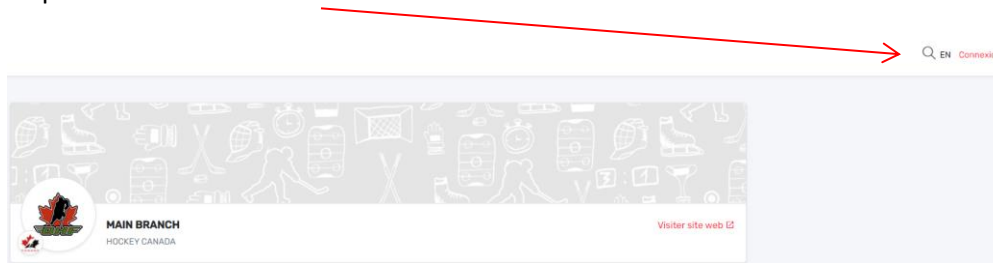 EN Connexio
MAIN BRANCH
HOCKEY CANADA
Visiter site web